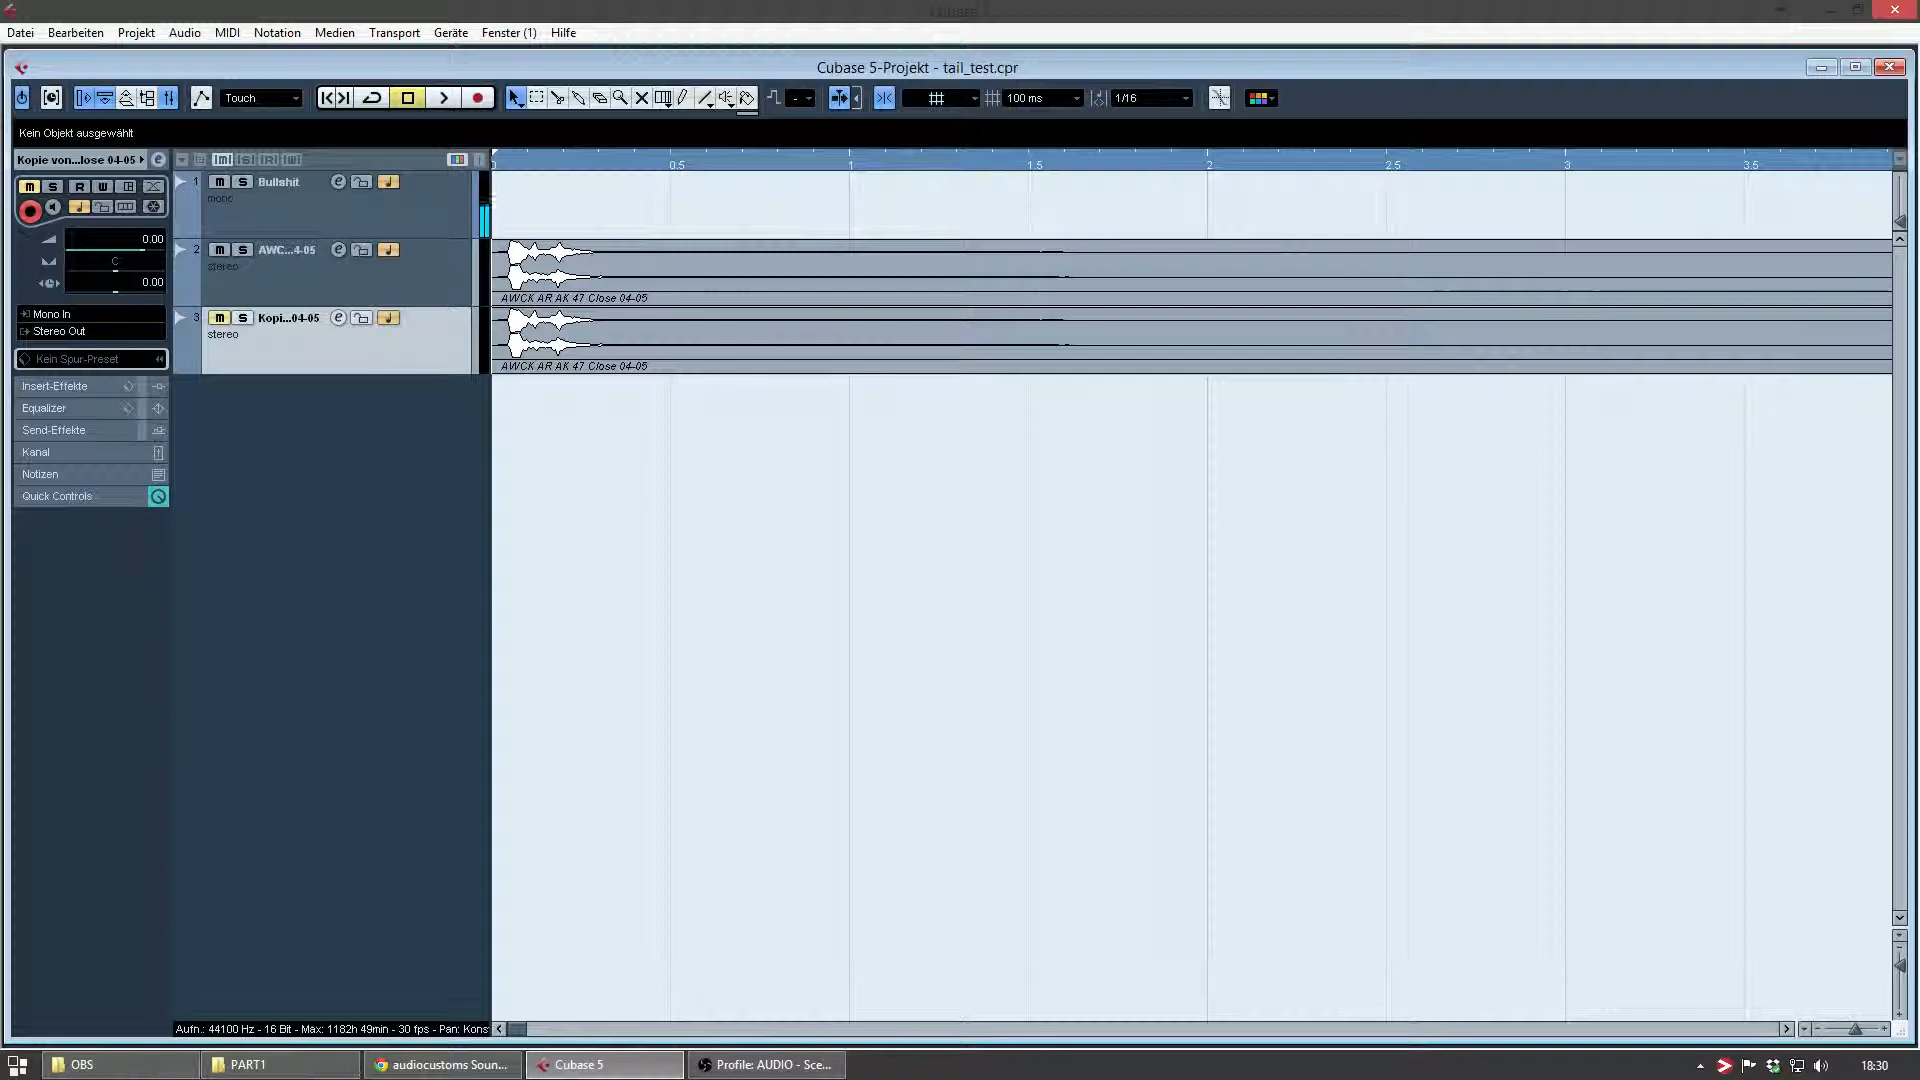 Datei Bearbeiten Projekt Audio MIDI Notation Medien Transport Geräte Fenster (1) Hilfe
Cubase 5-Projekt - tail_test.cpr
Touch - 100 ms 1/16
Kein Objekt ausgewählt
Kopie von...lose 04-05 e m S R W
0.5 1 1.5 2 2.5 3 3.5
m S R W
1 m S Bullshit e
mono
2 m S AWC...4-05 e
stereo
AWCK AR AK 47 Close 04-05
3 m S Kopi...04-05 e
stereo
AWCK AR AK 47 Close 04-05
0.00
C
0.00
Mono In
Stereo Out
Kein Spur-Preset
Insert-Effekte
Equalizer
Send-Effekte
Kanal
Notizen
Quick Controls
Aufn.: 44100 Hz - 16 Bit - Max: 1182h 49min - 30 fps - Pan: Kons
OBS PART1 audiocustoms Soun... Cubase 5 Profile: AUDIO - Sce... 18:30